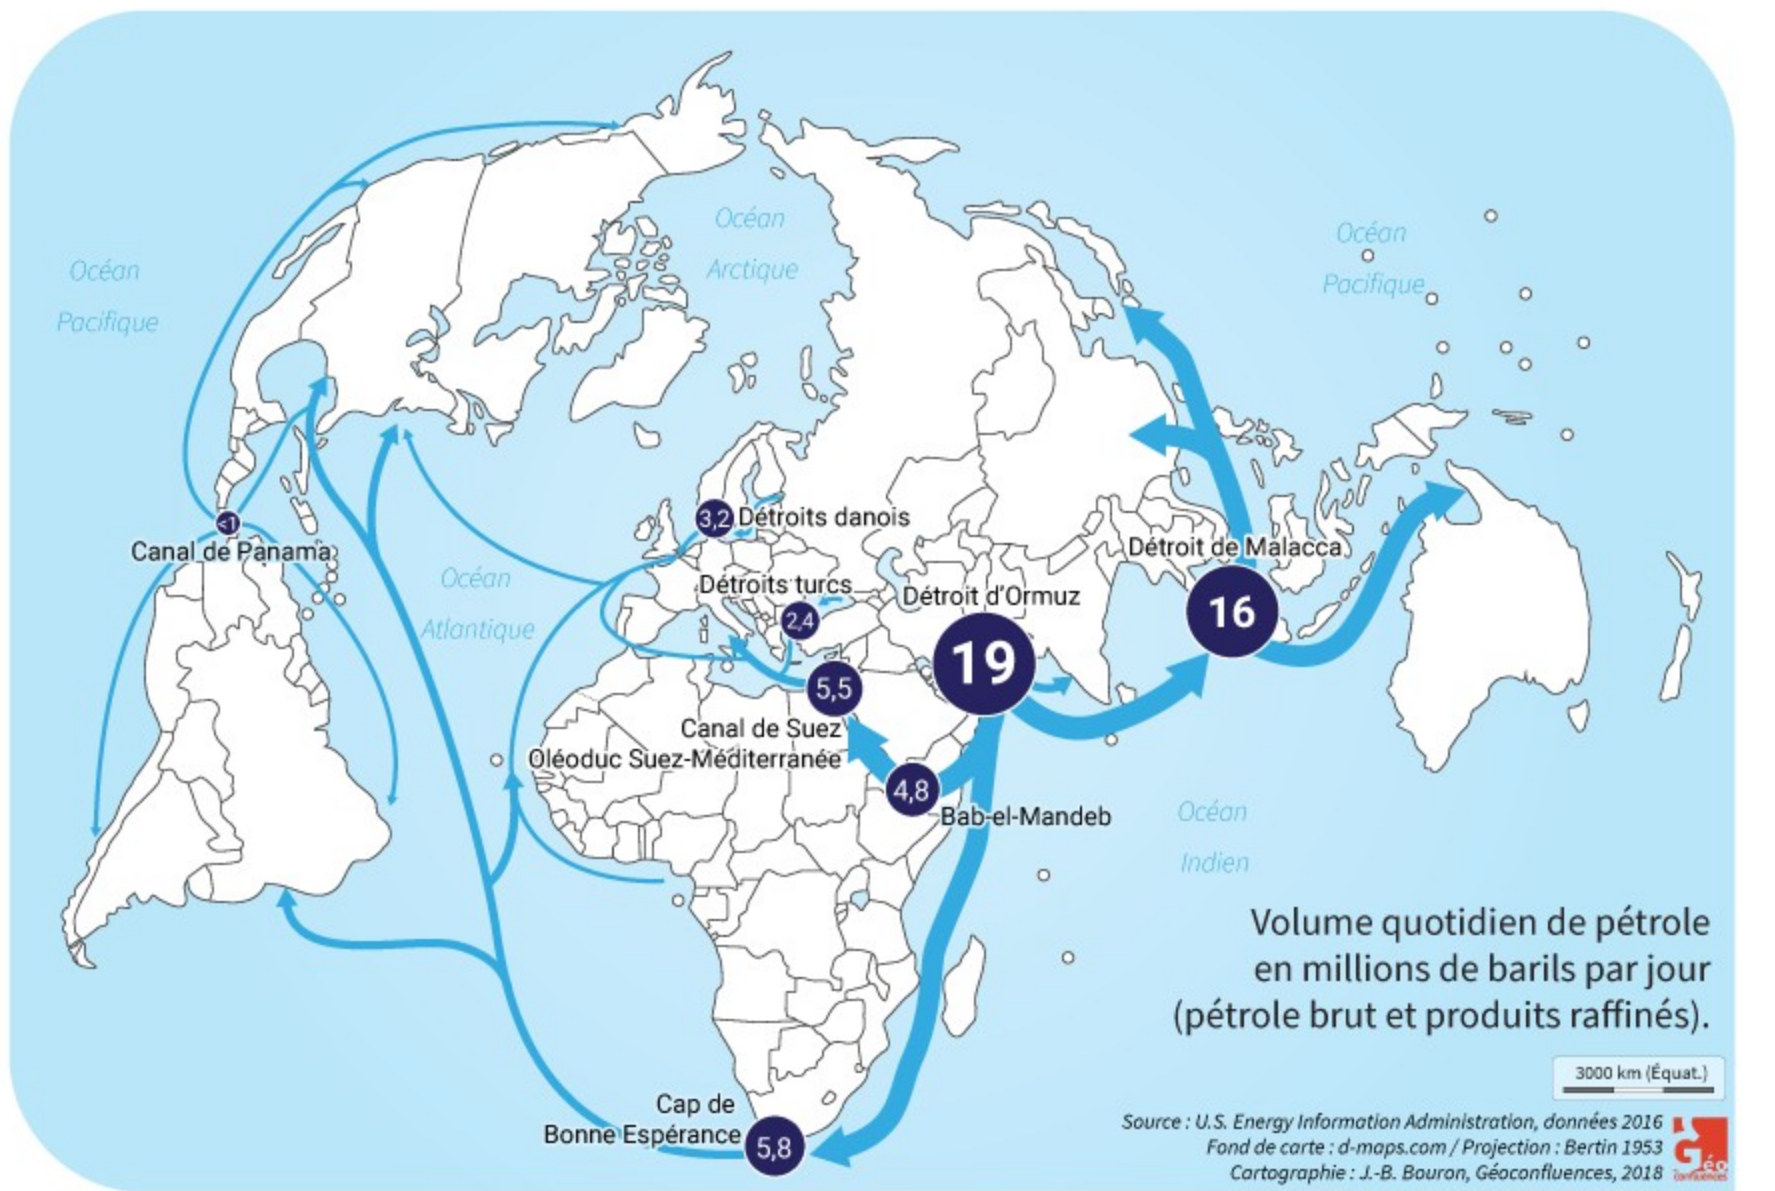 Océan
Arctique
Océan
Pacifique
Océan
Pacifique
<1
Canal de Panama
3,2
Détroits danois
Détroits turcs
2,4
Océan
Atlantique
Détroit d'Ormuz
19
Détroit de Malacca
16
5,5
Canal de Suez
Oléoduc Suez-Méditerranée
4,8
Bab-el-Mandeb
Océan
Indien
Cap de
Bonne Espérance
5,8
Volume quotidien de pétrole
en millions de barils par jour
(pétrole brut et produits raffinés).
3000 km (Équat.)
Source : U.S. Energy Information Administration, données 2016
Fond de carte : d-maps.com / Projection : Bertin 1953
Cartographie : J.-B. Bouron, Géoconfluences, 2018
Géo
confluences